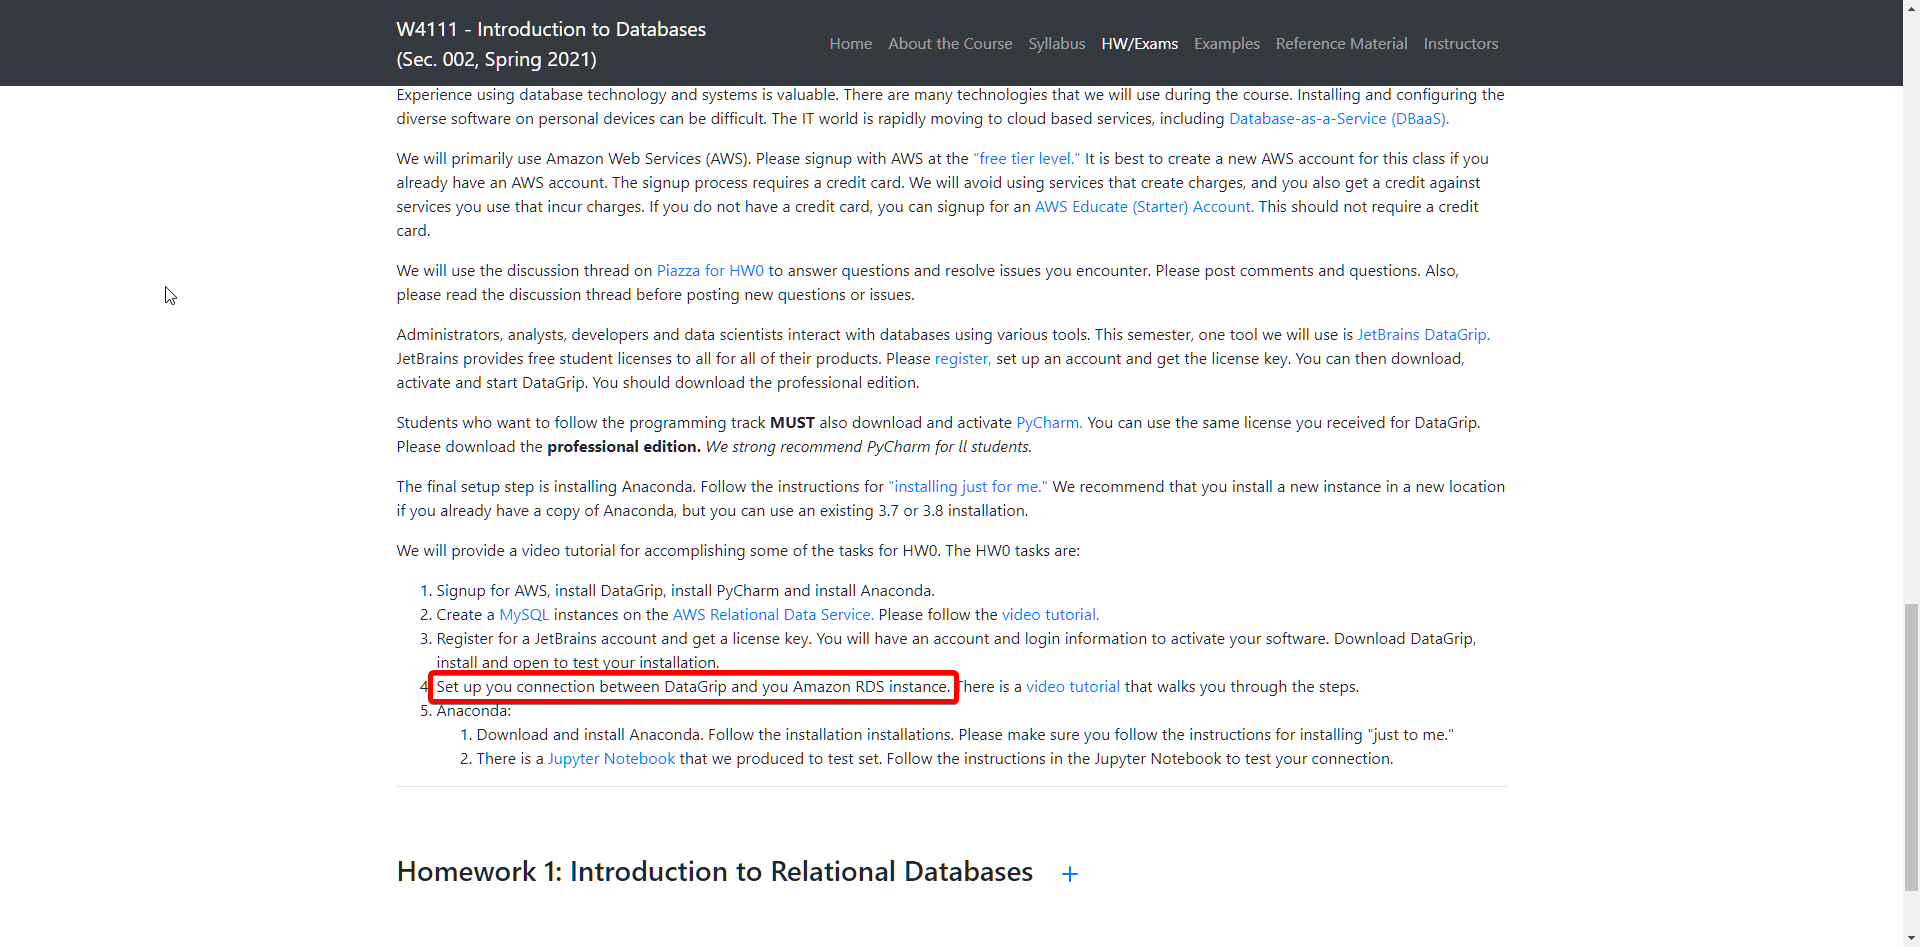 W4111 - Introduction to Databases
(Sec. 002, Spring 2021)
Home About the Course Syllabus HW/Exams Examples Reference Material Instructors
Experience using database technology and systems is valuable. There are many technologies that we will use during the course. Installing and configuring the
diverse software on personal devices can be difficult. The IT world is rapidly moving to cloud based services, including Database-as-a-Service (DBaaS).
We will primarily use Amazon Web Services (AWS). Please signup with AWS at the "free tier level." It is best to create a new AWS account for this class if you
already have an AWS account. The signup process requires a credit card. We will avoid using services that create charges, and you also get a credit against
services you use that incur charges. If you do not have a credit card, you can signup for an AWS Educate (Starter) Account. This should not require a credit
card.
We will use the discussion thread on Piazza for HW0 to answer questions and resolve issues you encounter. Please post comments and questions. Also,
please read the discussion thread before posting new questions or issues.
Administrators, analysts, developers and data scientists interact with databases using various tools. This semester, one tool we will use is JetBrains DataGrip.
JetBrains provides free student licenses to all for all of their products. Please register, set up an account and get the license key. You can then download,
activate and start DataGrip. You should download the professional edition.
Students who want to follow the programming track MUST also download and activate PyCharm. You can use the same license you received for DataGrip.
Please download the professional edition. We strong recommend PyCharm for ll students.
The final setup step is installing Anaconda. Follow the instructions for "installing just for me." We recommend that you install a new instance in a new location
if you already have a copy of Anaconda, but you can use an existing 3.7 or 3.8 installation.
We will provide a video tutorial for accomplishing some of the tasks for HW0. The HW0 tasks are:
1. Signup for AWS, install DataGrip, install PyCharm and install Anaconda.
2. Create a MySQL instances on the AWS Relational Data Service. Please follow the video tutorial.
3. Register for a JetBrains account and get a license key. You will have an account and login information to activate your software. Download DataGrip,
install and open to test your installation.
4. Set up you connection between DataGrip and you Amazon RDS instance. There is a video tutorial that walks you through the steps.
5. Anaconda:
1. Download and install Anaconda. Follow the installation installations. Please make sure you follow the instructions for installing "just to me."
2. There is a Jupyter Notebook that we produced to test set. Follow the instructions in the Jupyter Notebook to test your connection.
Homework 1: Introduction to Relational Databases +